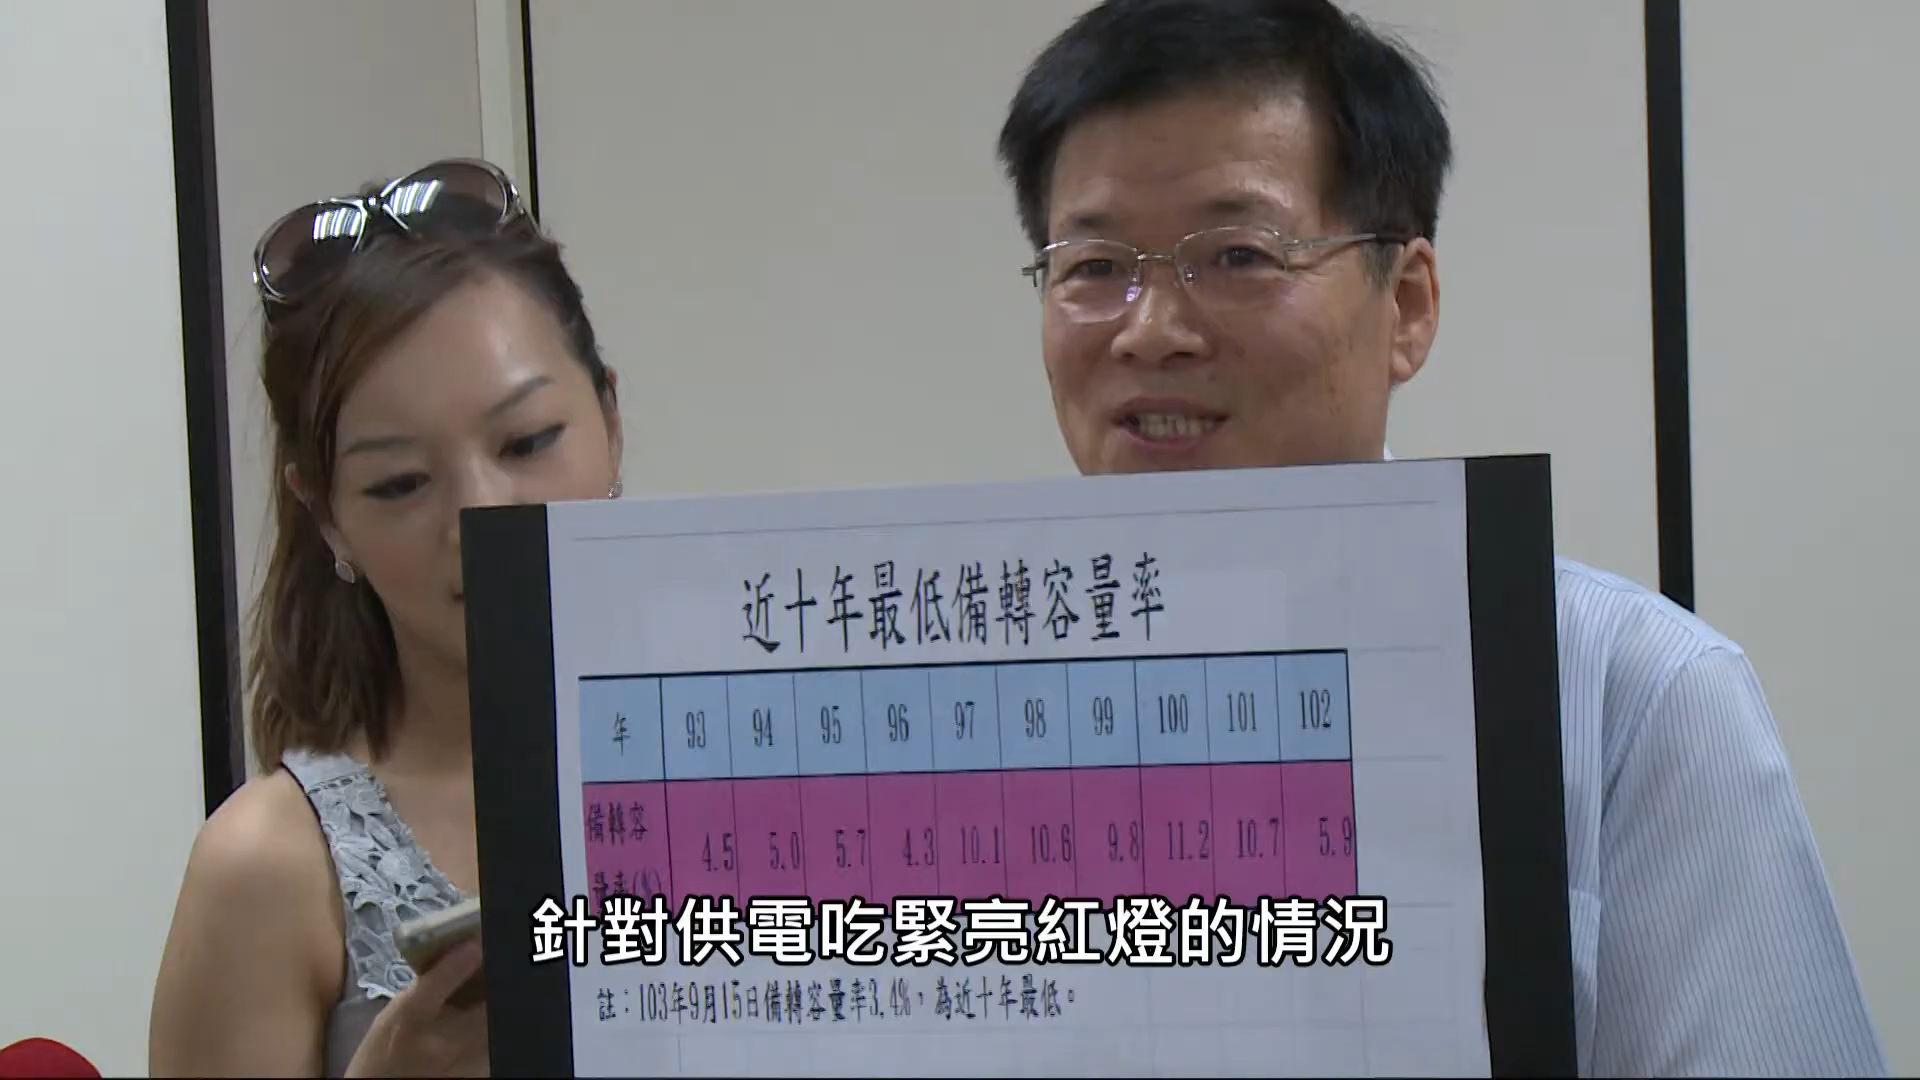 近十年最低備轉容量率
年 93 94 95 96 97 98 99 100 101 102
備轉容
量率(%) 4.5 5.0 5.7 4.3 10.1 10.6 9.8 11.2 10.7 5.9
針對供電吃緊亮紅燈的情況
註：103年9月15日備轉容量率3.4%，為近十年最低。